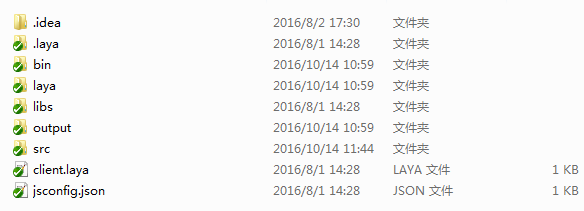 .idea 2016/8/2 17:30 文件夹
.laya 2016/8/1 14:28 文件夹
bin 2016/10/14 10:59 文件夹
laya 2016/10/14 10:59 文件夹
libs 2016/8/1 14:28 文件夹
output 2016/10/14 10:59 文件夹
src 2016/10/14 11:44 文件夹
client.laya 2016/8/1 14:28 LAYA 文件 1 KB
jsconfig.json 2016/8/1 14:28 JSON 文件 1 KB